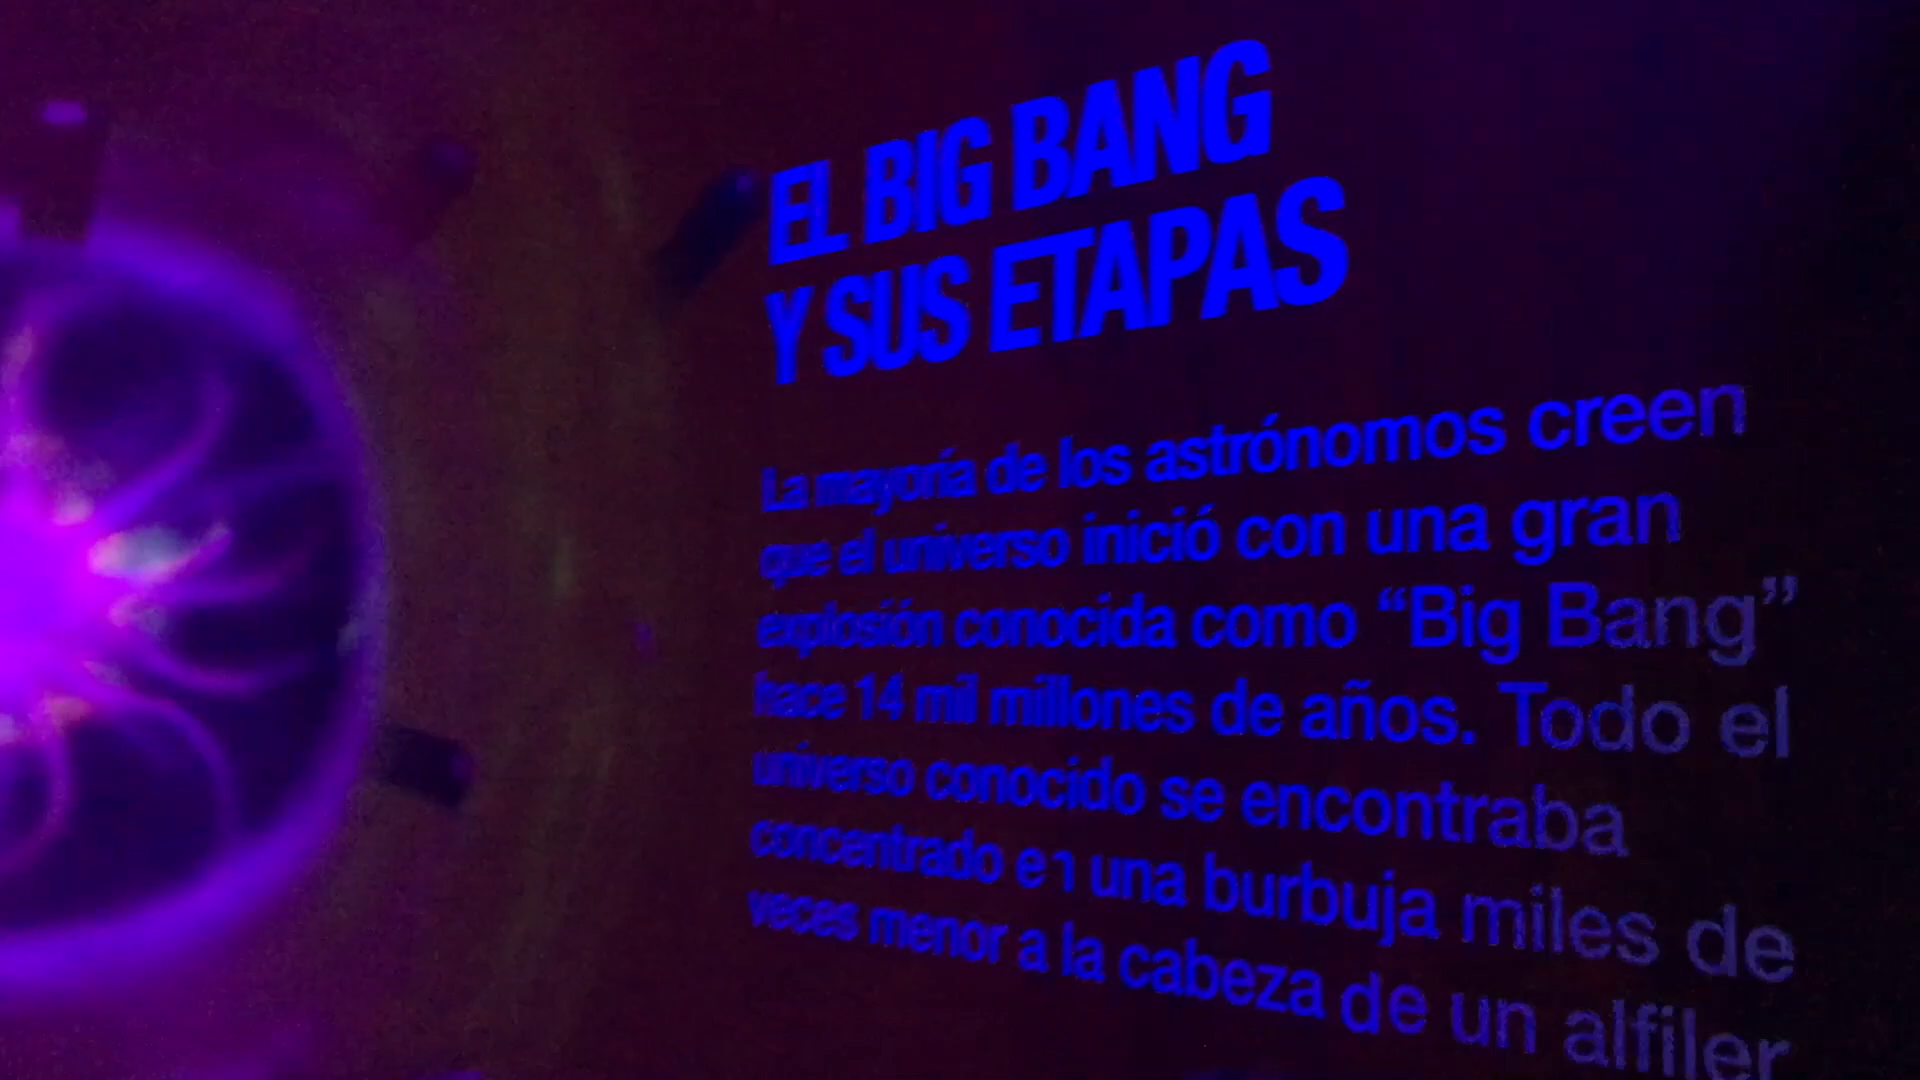 EL BIG BANG
Y SUS ETAPAS
La mayoría de los astrónomos creen
que el universo inició con una gran
explosión conocida como “Big Bang”
hace 14 mil millones de años. Todo el
universo conocido se encontraba
concentrado en una burbuja miles de
veces menor a la cabeza de un alfiler